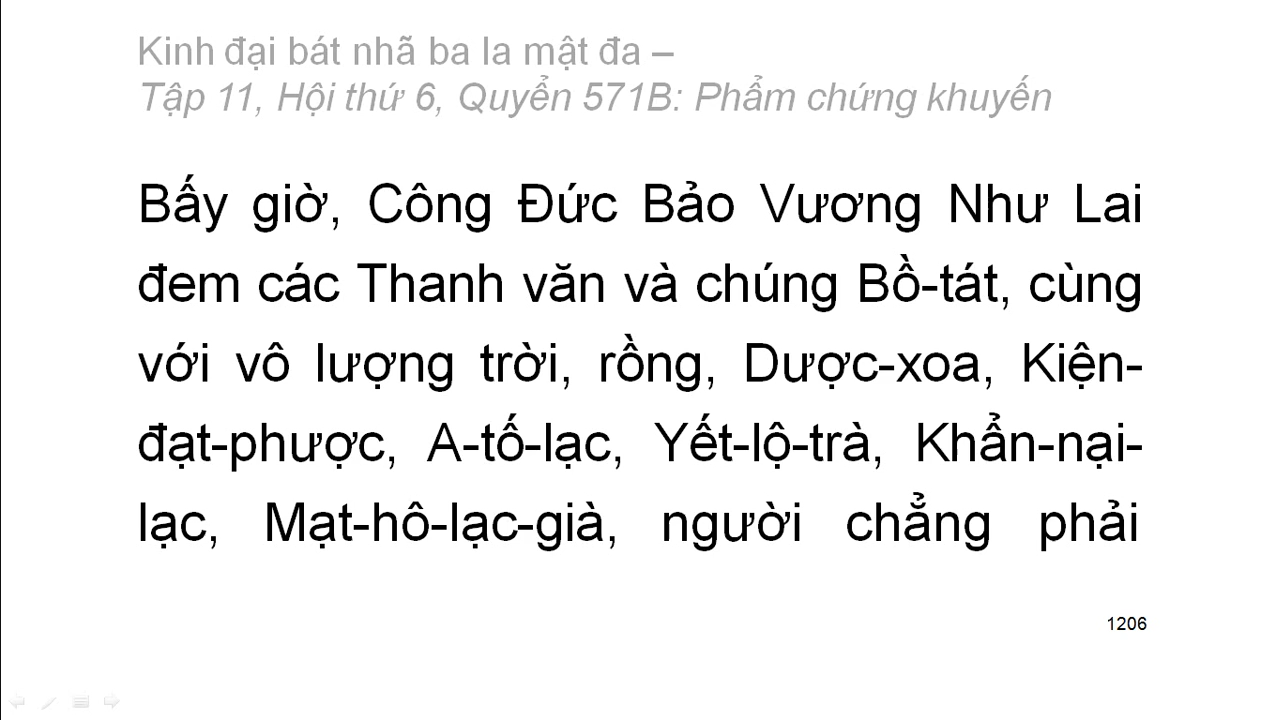 Kinh đại bát nhã ba la mật đa –
Tập 11, Hội thứ 6, Quyển 571B: Phẩm chứng khuyến
Bấy giờ, Công Đức Bảo Vương Như Lai
đem các Thanh văn và chúng Bồ-tát, cùng
với vô lượng trời, rồng, Dược-xoa, Kiện-
đạt-phược, A-tố-lạc, Yết-lộ-trà, Khẩn-nại-
lạc, Mạt-hô-lạc-già, người chẳng phải
1206